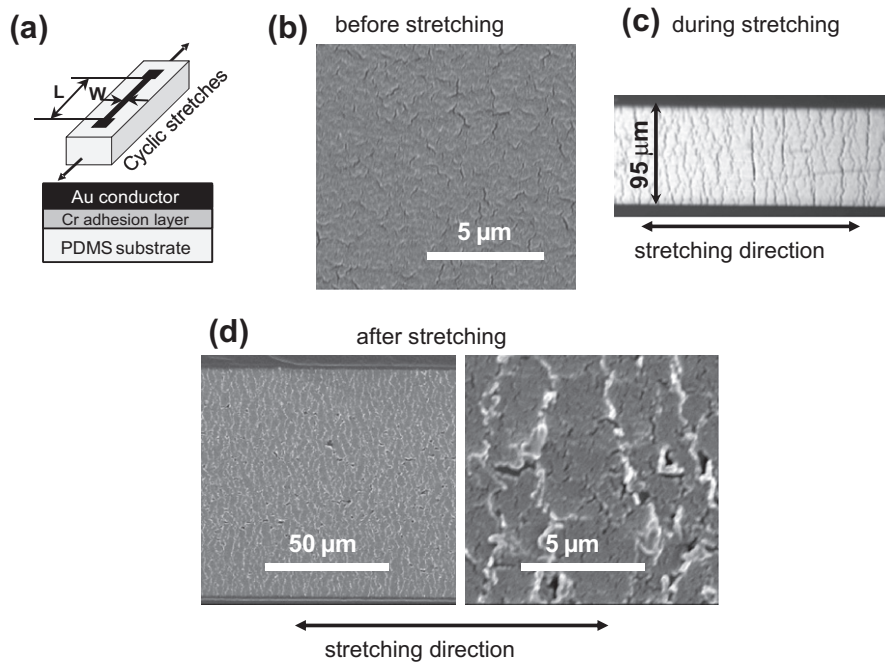 (a)
L
W
Cyclic stretches
Au conductor
Cr adhesion layer
PDMS substrate
(b) before stretching
5 µm
(c) during stretching
95 µm
stretching direction
(d) after stretching
50 µm
5 µm
stretching direction